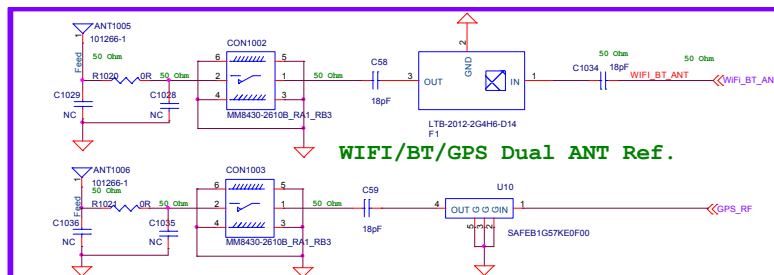 ANT1005
101266-1
1
Feed
50 Ohm
R1020 0R
50 Ohm
C1029
NC
C1028
NC
CON1002
6 5
2 1
4 3
MM8430-2610B_RA1_RB3
50 Ohm
C58
18pF
2
GND
3 OUT
IN 1
LTB-2012-2G4H6-D14
F1
C1034
50 Ohm
18pF
WIFI_BT_ANT
50 Ohm
WiFi_BT_AN
WIFI/BT/GPS Dual ANT Ref.
ANT1006
101266-1
1
Feed
50 Ohm
R1021 0R
50 Ohm
C1036
NC
C1035
NC
CON1003
6 5
2 1
4 3
MM8430-2610B_RA1_RB3
50 Ohm
C59
18pF
U10
4 OUT G G G IN 1
5 3 2
SAFEB1G57KE0F00
GPS_RF